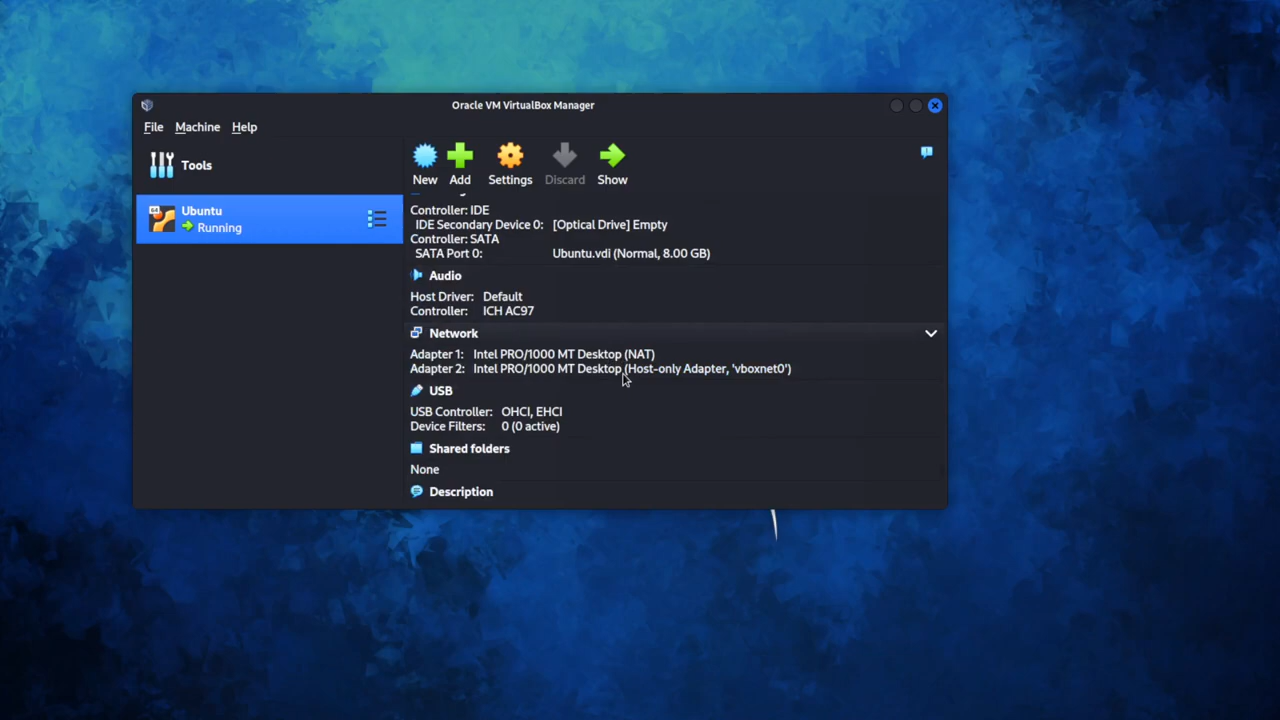 Oracle VM VirtualBox Manager
File Machine Help
Tools
New Add Settings Discard Show
64
Ubuntu
Running
Controller: IDE
IDE Secondary Device 0: [Optical Drive] Empty
Controller: SATA
SATA Port 0: Ubuntu.vdi (Normal, 8.00 GB)
Audio
Host Driver: Default
Controller: ICH AC97
Network
Adapter 1: Intel PRO/1000 MT Desktop (NAT)
Adapter 2: Intel PRO/1000 MT Desktop (Host-only Adapter, 'vboxnet0')
USB
USB Controller: OHCI, EHCI
Device Filters: 0 (0 active)
Shared folders
None
Description